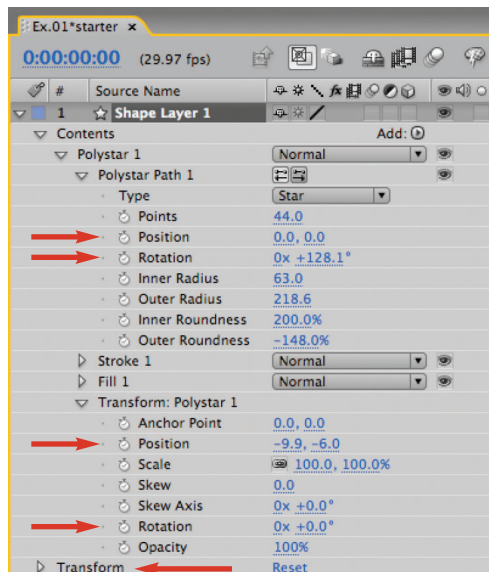 Ex.01*starter ×
0:00:00:00 (29.97 fps)
# Source Name fx
1 Shape Layer 1
Contents Add:
Polystar 1 Normal
Polystar Path 1
Type Star
Points 44.0
Position 0.0, 0.0
Rotation 0x +128.1°
Inner Radius 63.0
Outer Radius 218.6
Inner Roundness 200.0%
Outer Roundness -148.0%
Stroke 1 Normal
Fill 1 Normal
Transform: Polystar 1
Anchor Point 0.0, 0.0
Position -9.9, -6.0
Scale 100.0, 100.0%
Skew 0.0
Skew Axis 0x +0.0°
Rotation 0x +0.0°
Opacity 100%
Transform Reset